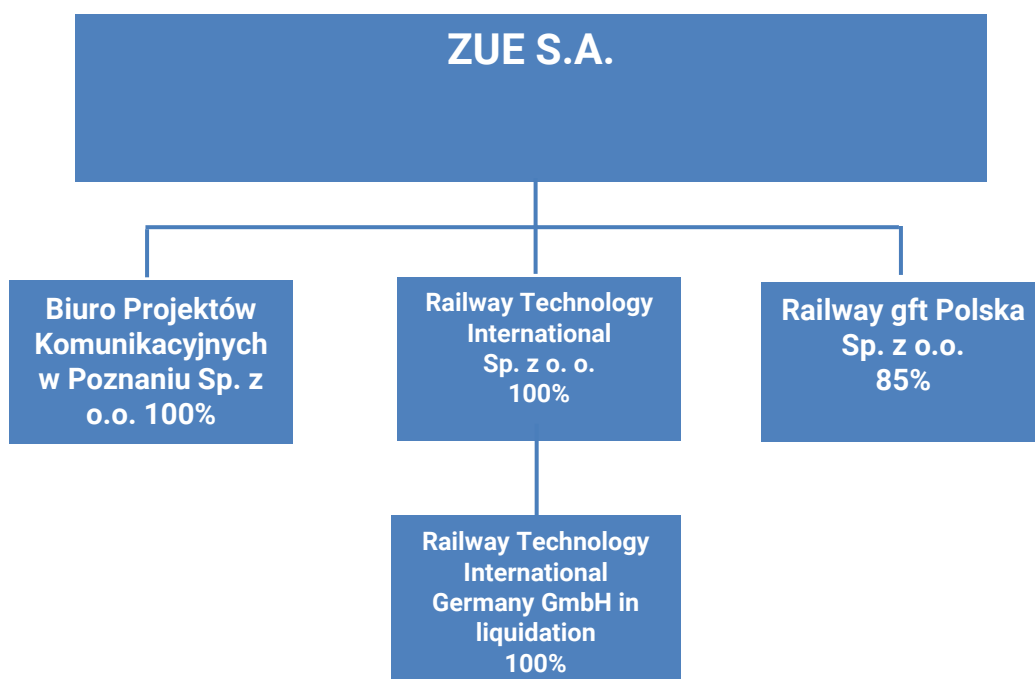 ZUE S.A.
Biuro Projektów
Komunikacyjnych
w Poznaniu Sp. z
o.o. 100%
Railway Technology
International
Sp. z o. o.
100%
Railway gft Polska
Sp. z o.o.
85%
Railway Technology
International
Germany GmbH in
liquidation
100%